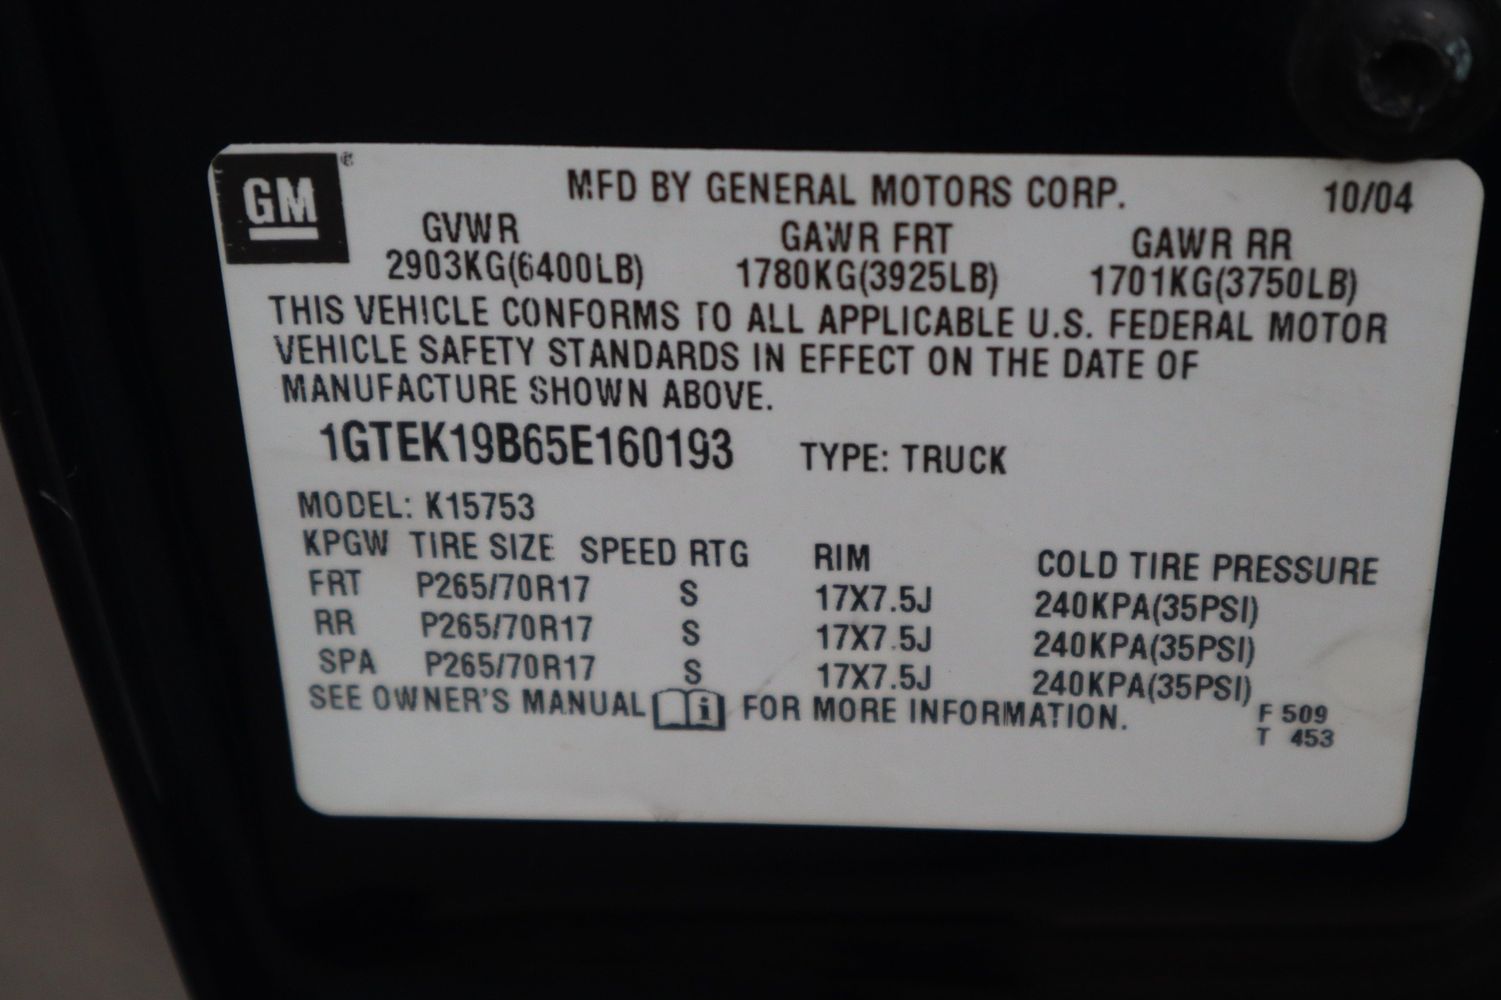 GM®
MFD BY GENERAL MOTORS CORP. 10/04
GVWR GAWR FRT GAWR RR
2903KG(6400LB) 1780KG(3925LB) 1701KG(3750LB)
THIS VEHICLE CONFORMS TO ALL APPLICABLE U.S. FEDERAL MOTOR
VEHICLE SAFETY STANDARDS IN EFFECT ON THE DATE OF
MANUFACTURE SHOWN ABOVE.
1GTEK19B65E160193 TYPE: TRUCK
MODEL: K15753
KPGW TIRE SIZE SPEED RTG RIM COLD TIRE PRESSURE
FRT P265/70R17 S 17X7.5J 240KPA(35PSI)
RR P265/70R17 S 17X7.5J 240KPA(35PSI)
SPA P265/70R17 S 17X7.5J 240KPA(35PSI)
SEE OWNER'S MANUAL i FOR MORE INFORMATION.
F 509
T 453